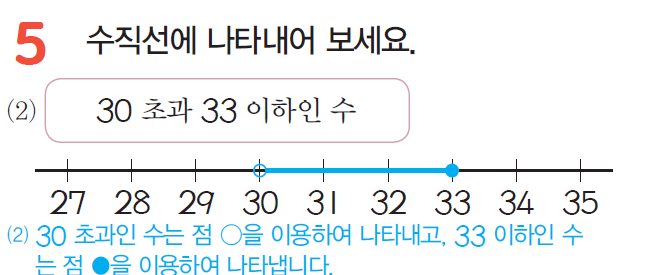 5 수직선에 나타내어 보세요.
(2) 30 초과 33 이하인 수
27 28 29 30 31 32 33 34 35
(2) 30 초과인 수는 점 ○을 이용하여 나타내고, 33 이하인 수
는 점 ●을 이용하여 나타냅니다.